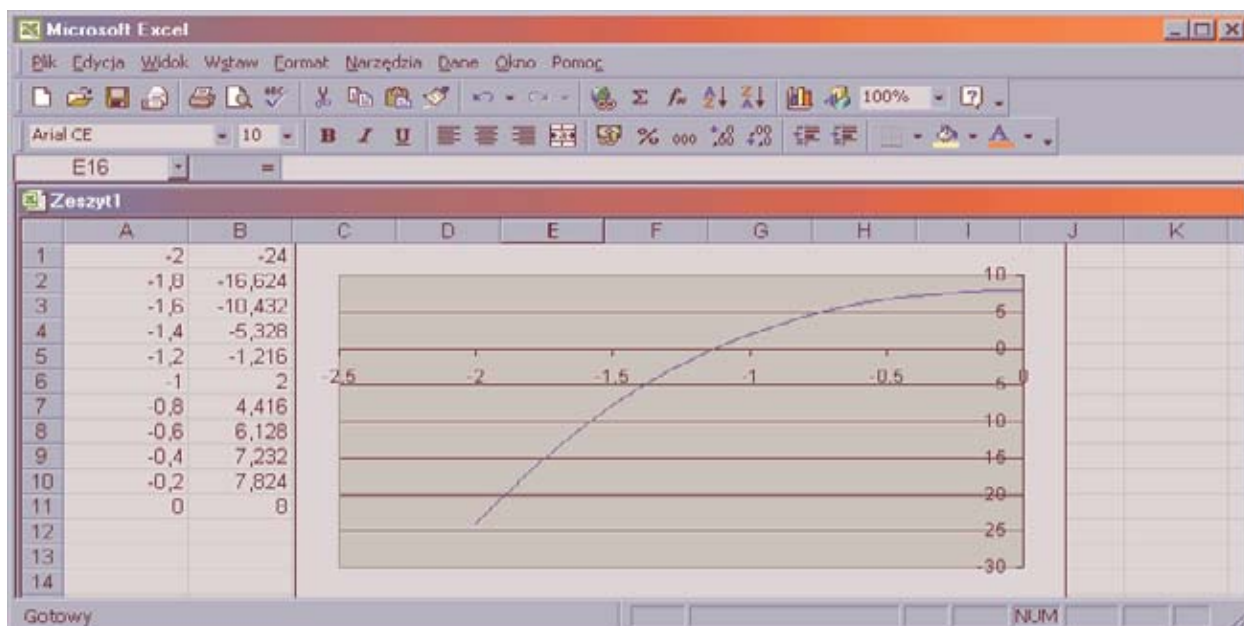 Microsoft Excel
Plik Edycja Widok Wstaw Format Narzędzia Dane Okno Pomoc
100%
Arial CE 10 B I U % 000
E16 =
Zeszyt1
A B C D E F G H I J K
1 -2 -24
2 -1,8 -16,624
3 -1,6 -10,432
4 -1,4 -5,328
5 -1,2 -1,216
6 -1 2
7 -0,8 4,416
8 -0,6 6,128
9 -0,4 7,232
10 -0,2 7,824
11 0 8
12
13
14
10
5
0
-2,5 -2 -1,5 -1 -0,5 0
5
10
15
20
25
-30
Gotowy NUM